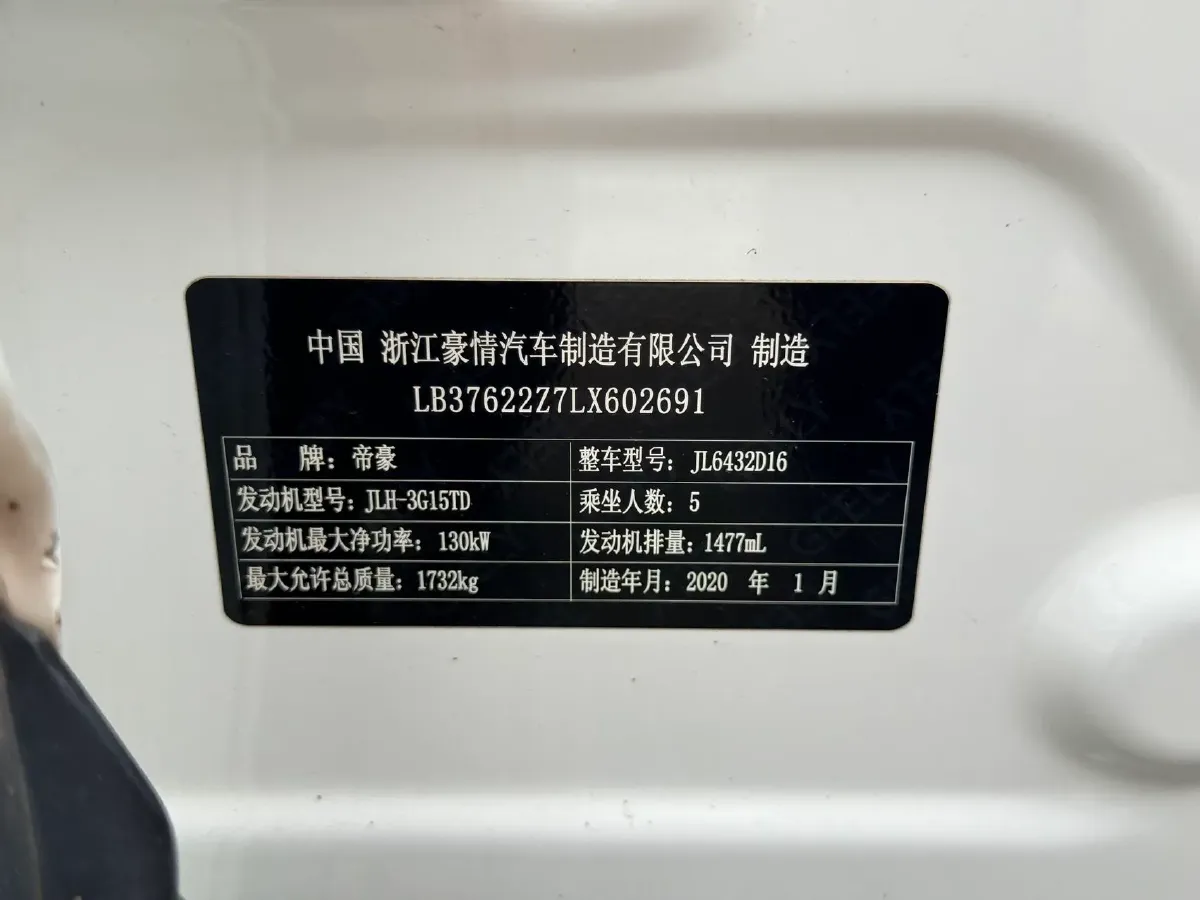 中国 浙江豪情汽车制造有限公司 制造
LB37622Z7LX602691
品 牌：帝豪 整车型号：JL6432D16
发动机型号：JLH-3G15TD 乘坐人数：5
发动机最大净功率：130kW 发动机排量：1477mL
最大允许总质量：1732kg 制造年月：2020 年 1 月